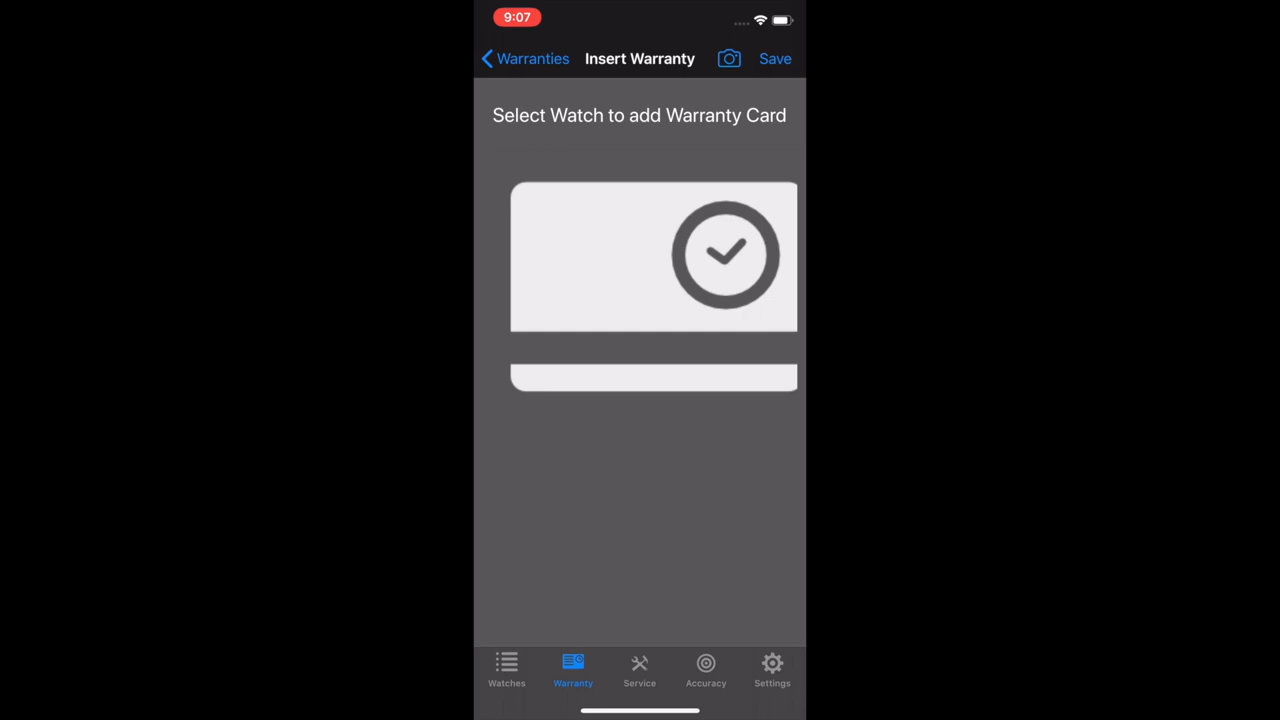 9:07
Warranties Insert Warranty Save
Select Watch to add Warranty Card
Watches Warranty Service Accuracy Settings